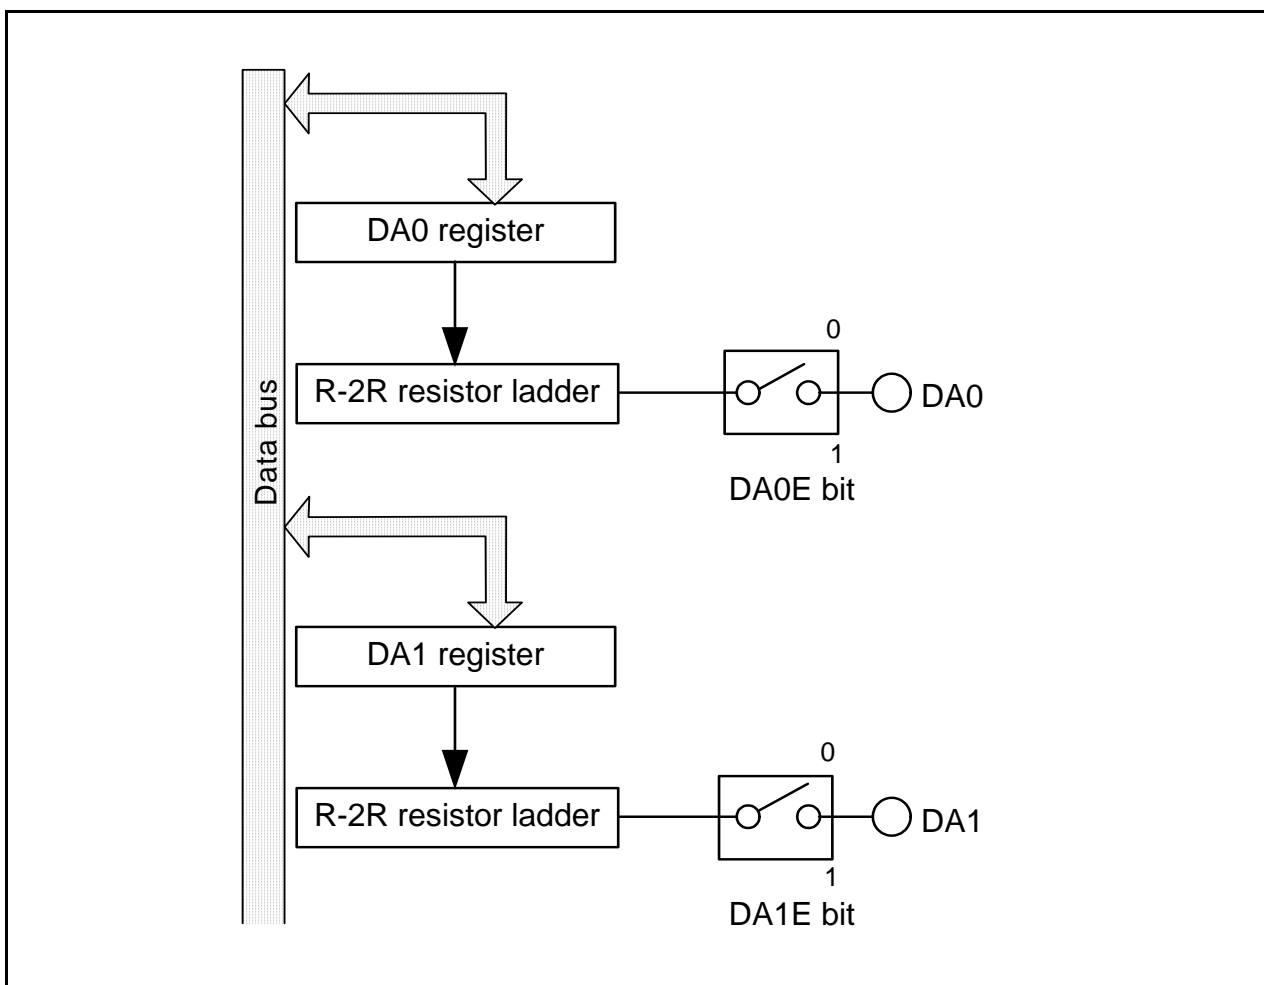 Data bus
DA0 register
R-2R resistor ladder
0
1
DA0E bit
DA0
DA1 register
R-2R resistor ladder
0
1
DA1E bit
DA1